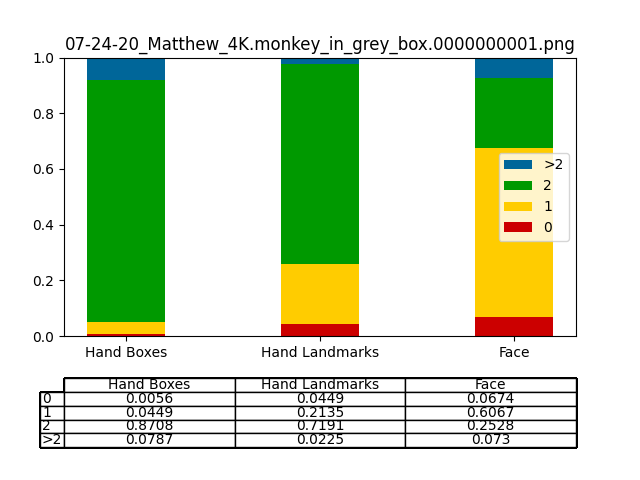 07-24-20_Matthew_4K.monkey_in_grey_box.0000000001.png
1.0
0.8
0.6
0.4
0.2
0.0
>2
2
1
0
Hand Boxes Hand Landmarks Face
Hand Boxes Hand Landmarks Face
0 0.0056 0.0449 0.0674
1 0.0449 0.2135 0.6067
2 0.8708 0.7191 0.2528
>2 0.0787 0.0225 0.073